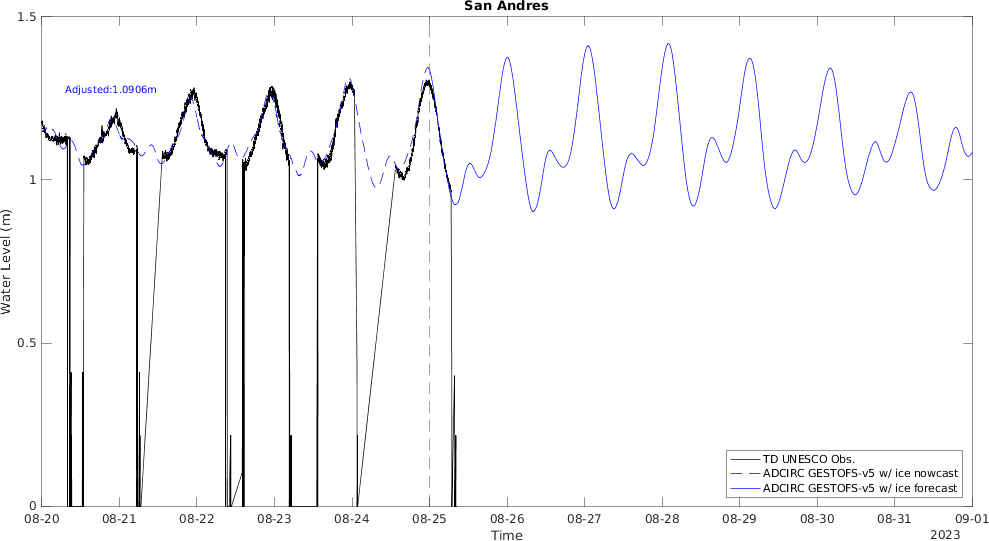 San Andres
1.5
Adjusted:1.0906m
1
Water Level (m)
0.5
TD UNESCO Obs.
ADCIRC GESTOFS-v5 w/ ice nowcast
ADCIRC GESTOFS-v5 w/ ice forecast
0
08-20 08-21 08-22 08-23 08-24 08-25 08-26 08-27 08-28 08-29 08-30 08-31 09-01
Time
2023